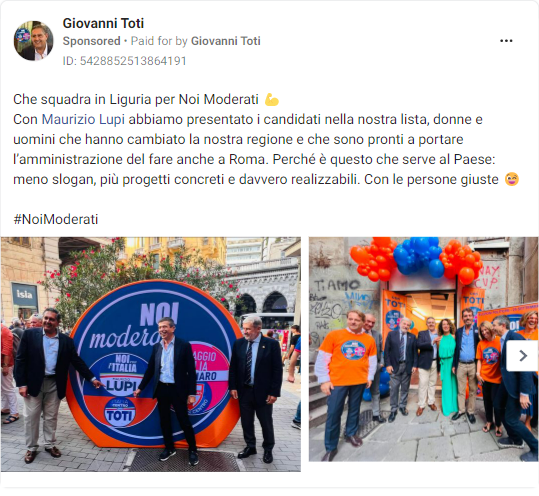 Giovanni Toti
Sponsored • Paid for by Giovanni Toti
ID: 5428852513864191
Che squadra in Liguria per Noi Moderati 💪
Con Maurizio Lupi abbiamo presentato i candidati nella nostra lista, donne e
uomini che hanno cambiato la nostra regione e che sono pronti a portare
l’amministrazione del fare anche a Roma. Perché è questo che serve al Paese:
meno slogan, più progetti concreti e davvero realizzabili. Con le persone giuste 🥰
#NoiModerati
isia
NOI
modera
NOI
L'ITALIA
LUPI
TOTI
T.AMO
TOTI